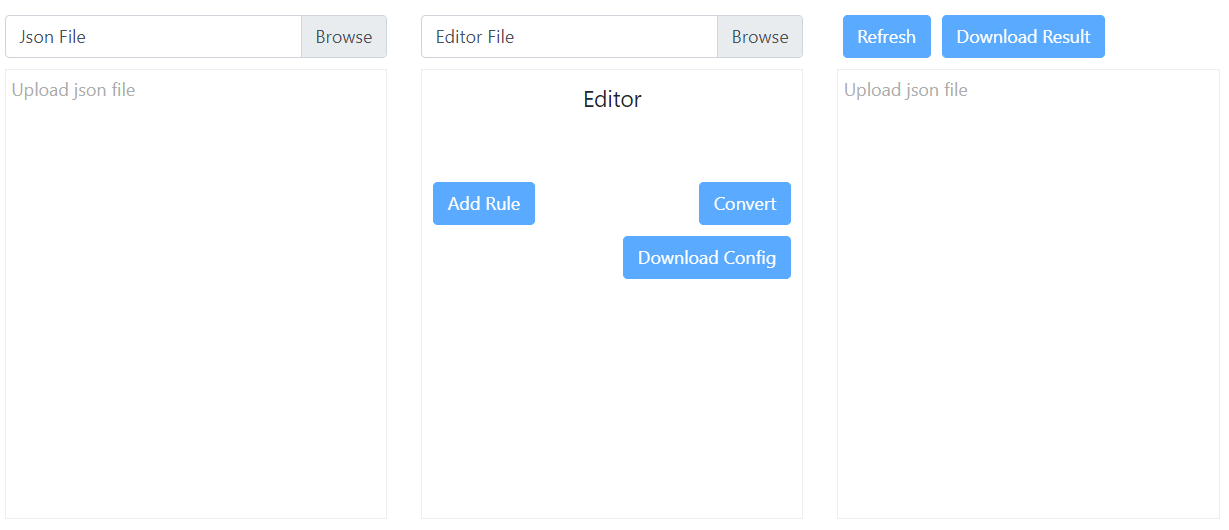 Json File
Browse
Editor File
Browse
Refresh
Download Result
Upload json file
Editor
Add Rule
Convert
Download Config
Upload json file